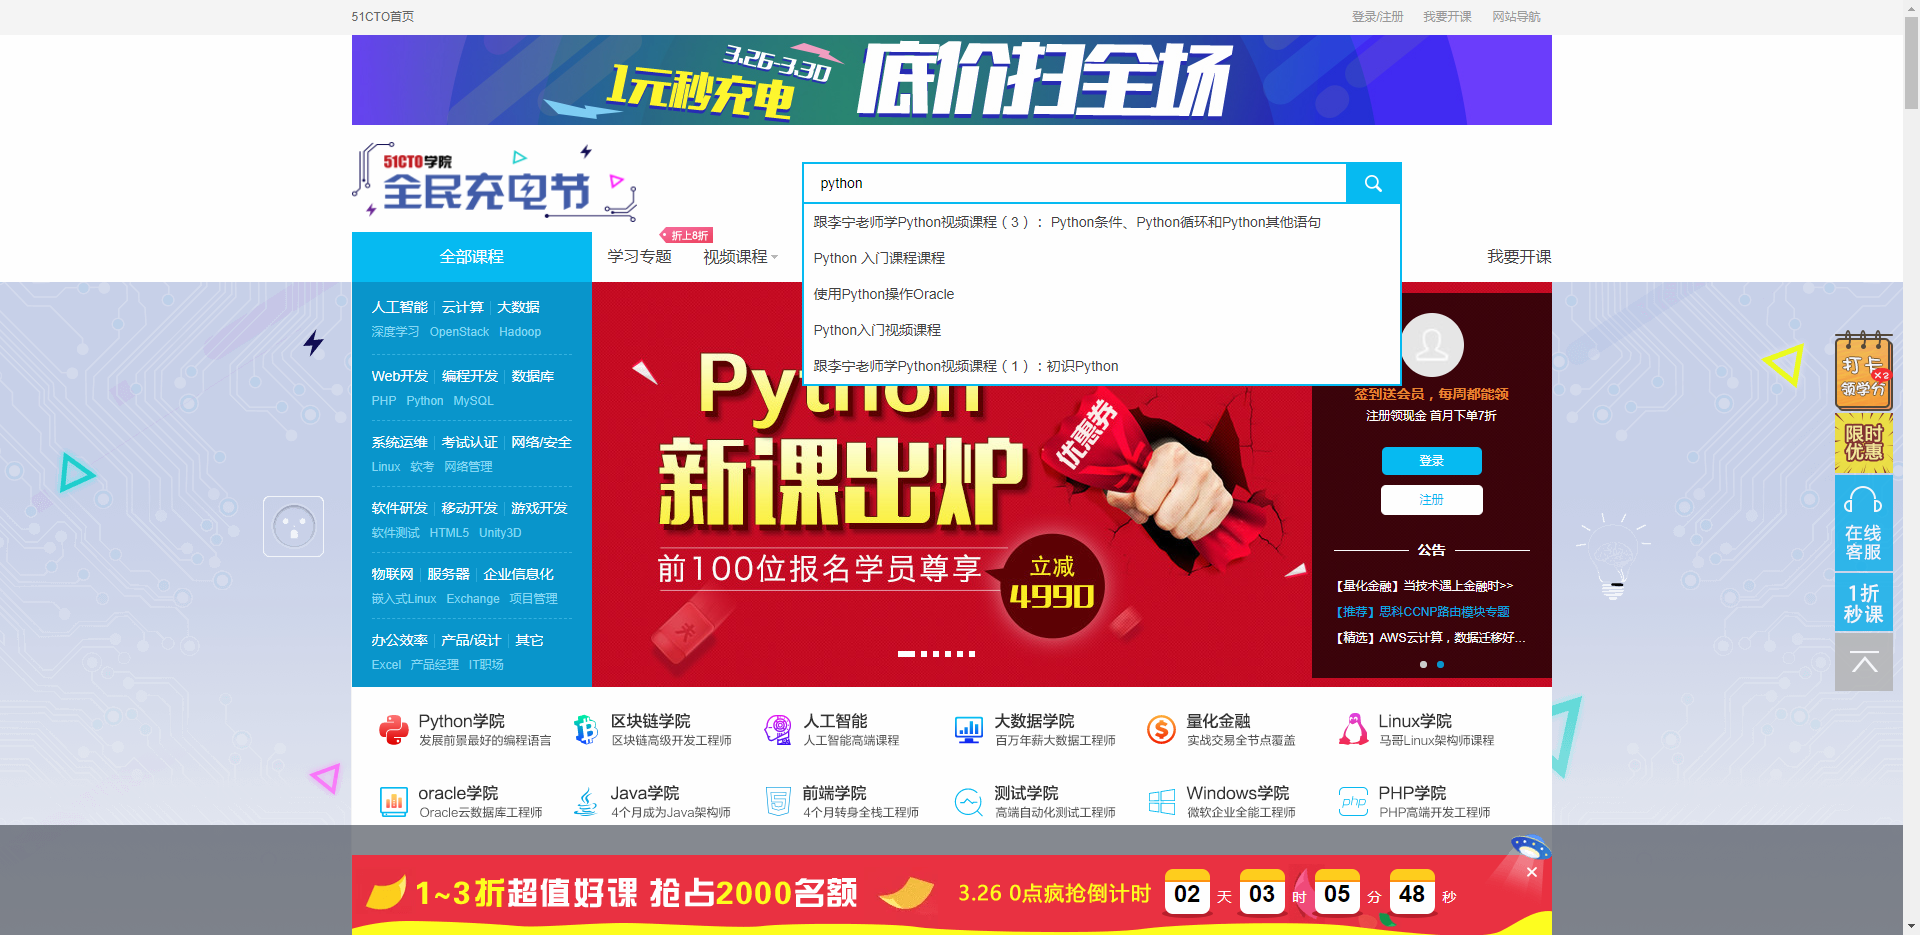 51CTO首页
登录/注册 我要开课 网站导航
3.26-3.30
1元秒充电
底价扫全场
51CTO学院
全民充电节
python
跟李宁老师学Python视频课程（3）：Python条件、Python循环和Python其他语句
Python 入门课程课程
使用Python操作Oracle
Python入门视频课程
跟李宁老师学Python视频课程（1）: 初识Python
折上8折
全部课程
学习专题
视频课程
我要开课
人工智能 云计算 大数据
深度学习 OpenStack Hadoop
Web开发 编程开发 数据库
PHP Python MySQL
系统运维 考试认证 网络/安全
Linux 软考 网络管理
软件研发 移动开发 游戏开发
软件测试 HTML5 Unity3D
物联网 服务器 企业信息化
嵌入式Linux Exchange 项目管理
办公效率 产品/设计 其它
Excel 产品经理 IT职场
Python
新课出炉
前100位报名学员尊享
优惠券
立减
4990
签到送会员，每周都能领
注册领现金 首月下单7折
登录
注册
公告
【量化金融】当技术遇上金融时>>
【推荐】思科CCNP路由模块专题
【精选】AWS云计算，数据迁移好...
打卡
领学分
×2
限时
优惠
在线
客服
1折
秒课
Python学院
发展前景最好的编程语言
区块链学院
区块链高级开发工程师
人工智能
人工智能高端课程
大数据学院
百万年薪大数据工程师
量化金融
实战交易全节点覆盖
Linux学院
马哥Linux架构师课程
oracle学院
Oracle云数据库工程师
Java学院
4个月成为Java架构师
前端学院
4个月转身全栈工程师
测试学院
高端自动化测试工程师
Windows学院
微软企业全能工程师
php
PHP学院
PHP高端开发工程师
1~3折超值好课 抢占2000名额
3.26 0点疯抢倒计时
02 天 03 时 05 分 48 秒